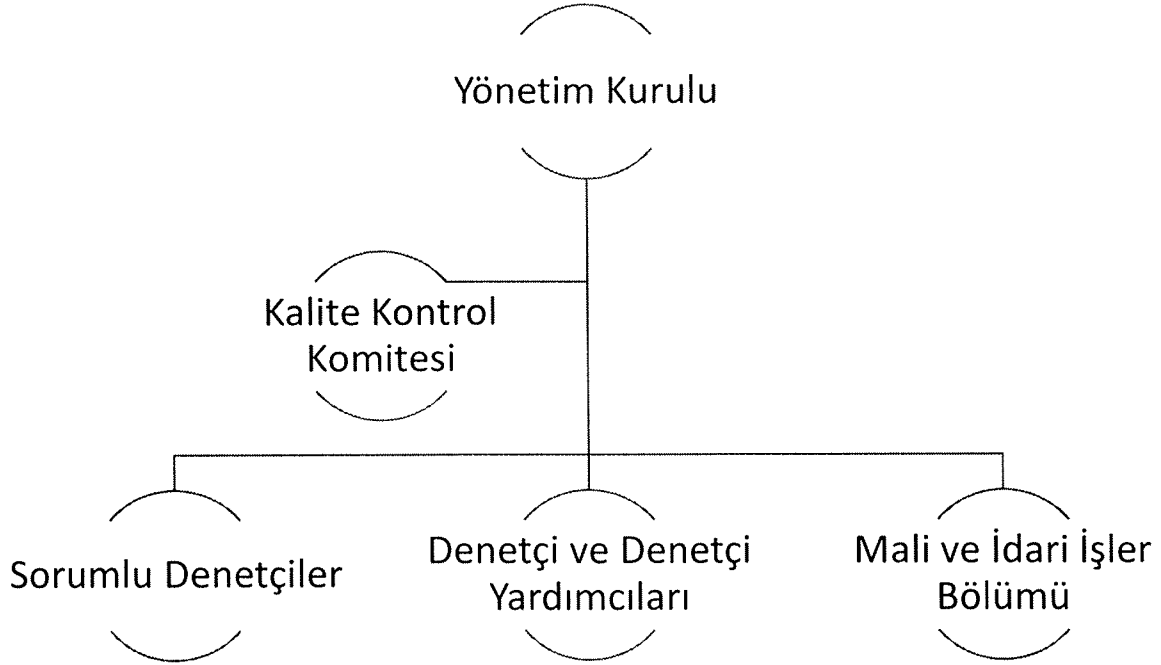 Yönetim Kurulu
Kalite Kontrol
Komitesi
Sorumlu Denetçiler
Denetçi ve Denetçi
Yardımcıları
Mali ve İdari İşler
Bölümü